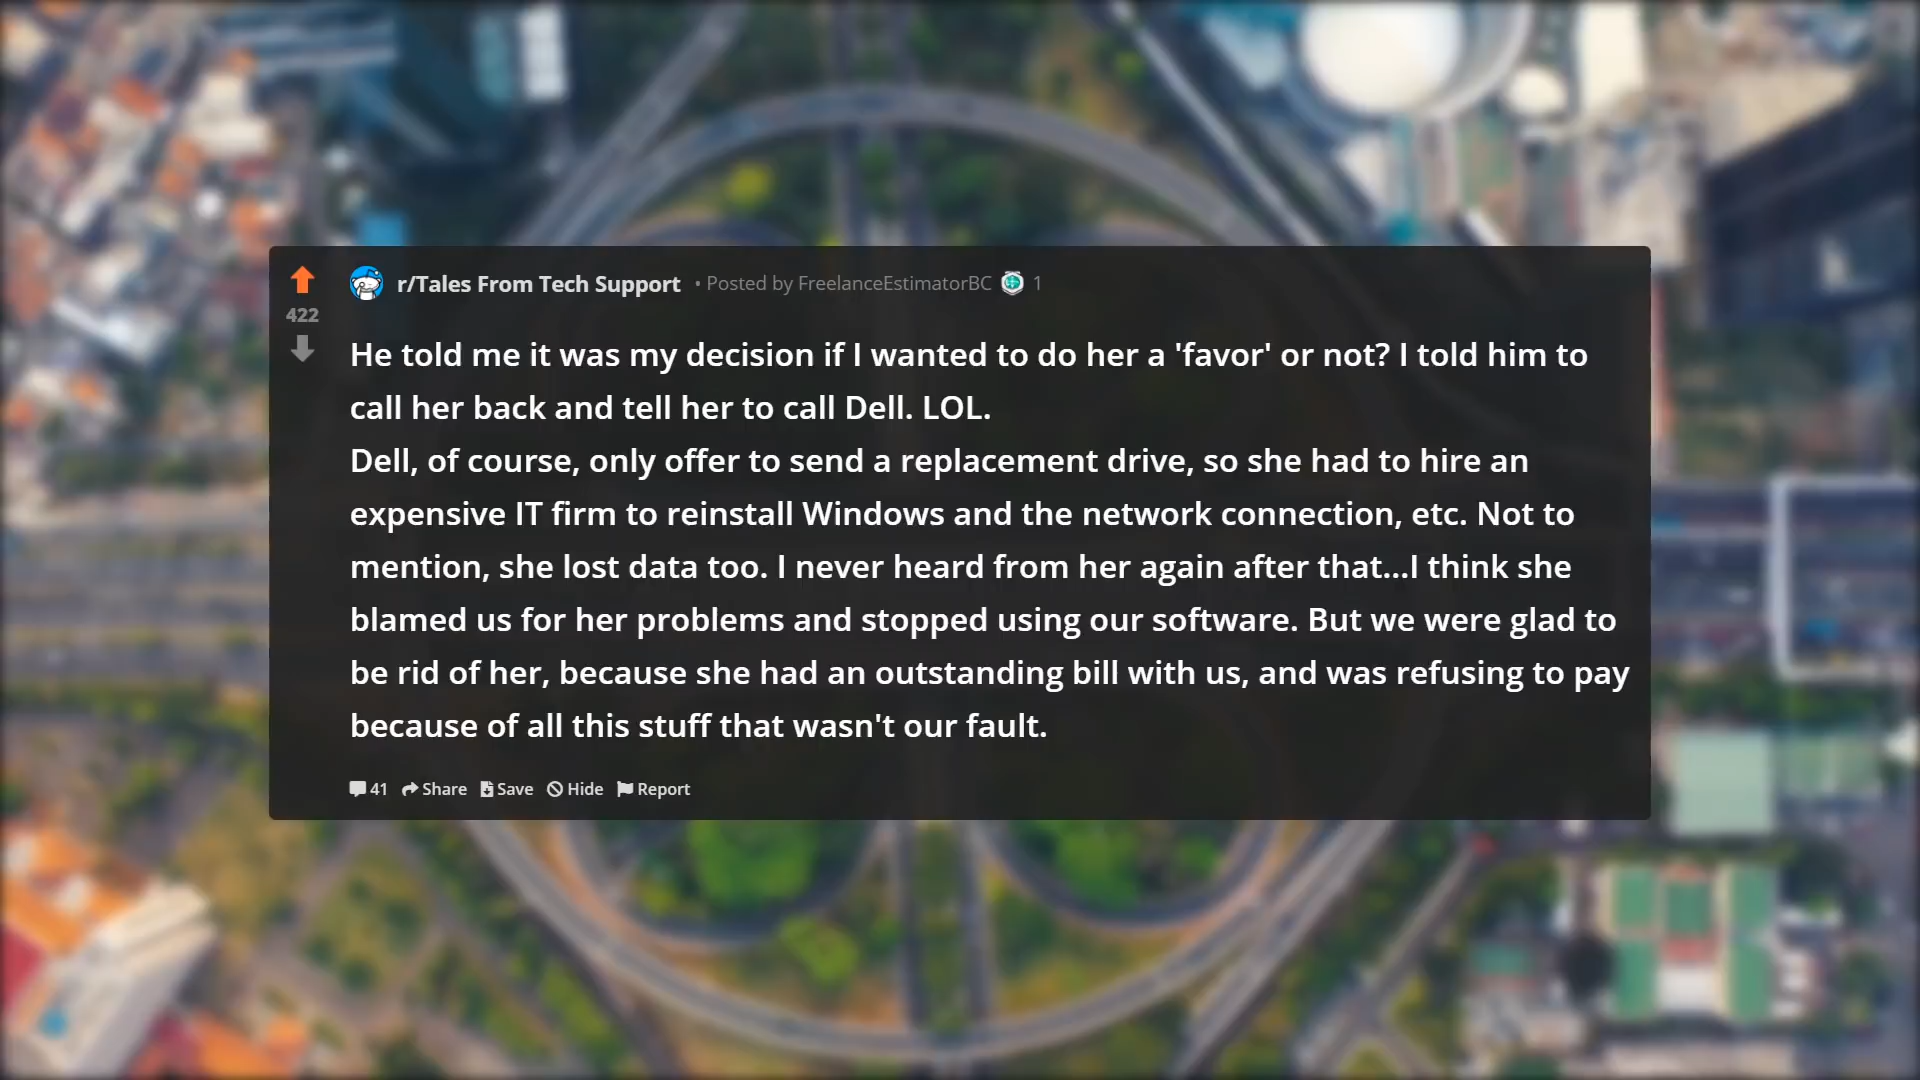 r/Tales From Tech Support • Posted by FreelanceEstimatorBC 1
422
He told me it was my decision if I wanted to do her a 'favor' or not? I told him to
call her back and tell her to call Dell. LOL.
Dell, of course, only offer to send a replacement drive, so she had to hire an
expensive IT firm to reinstall Windows and the network connection, etc. Not to
mention, she lost data too. I never heard from her again after that...I think she
blamed us for her problems and stopped using our software. But we were glad to
be rid of her, because she had an outstanding bill with us, and was refusing to pay
because of all this stuff that wasn't our fault.
41 Share Save Hide Report